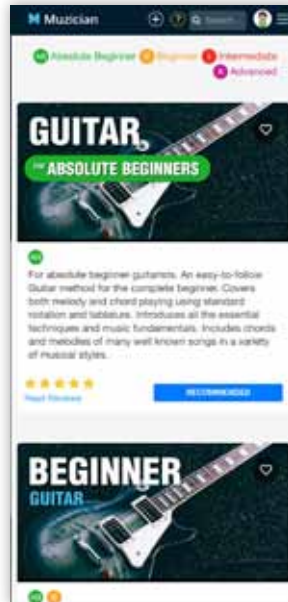 Muzician
Search...
AB Absolute Beginner B Beginner I Intermediate
A Advanced
GUITAR
FOR ABSOLUTE BEGINNERS
AB
For absolute beginner guitarists. An easy-to-follow
Guitar method for the complete beginner. Covers
both melody and chord playing using standard
notation and tablature. Introduces all the essential
techniques and music fundamentals. Includes chords
and melodies of many well known songs in a variety
of musical styles.
Read Reviews
RECOMMENDED
BEGINNER
GUITAR
AB B